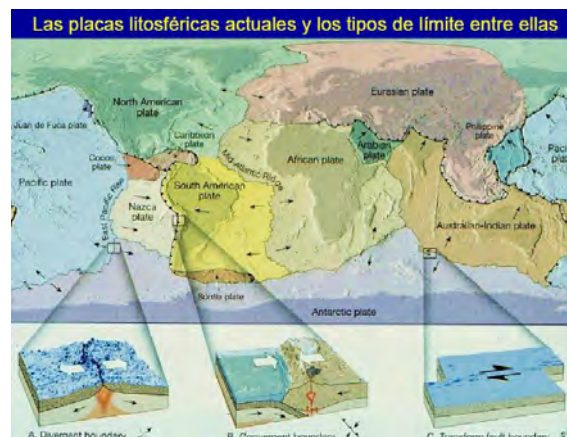 Las placas litosféricas actuales y los tipos de límite entre ellas
North American
plate
Eurasian plate
Juan de Fuca plate
Caribbean
plate
Cocos
plate
Pacific plate
East Pacific Rise
Nazca
plate
South American
plate
Mid-Atlantic Ridge
African plate
Arabian
plate
Philippine
plate
Australian-Indian plate
Scotia plate
Antarctic plate
A. Divergent boundary
B. Convergent boundary
C. Transform fault boundary